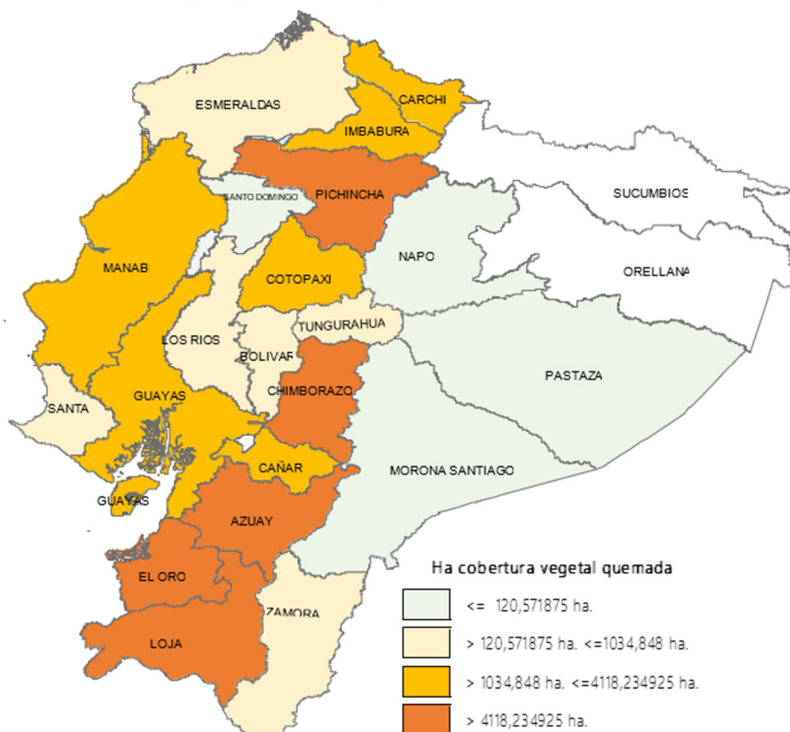 ESMERALDAS
CARCHI
IMBABURA
PICHINCHA
SANTO DOMINGO
SUCUMBIOS
NAPO
MANABI
COTOPAXI
ORELLANA
TUNGURAHUA
LOS RIOS
BOLIVAR
PASTAZA
CHIMBORAZO
GUAYAS
SANTA
CAÑAR
MORONA SANTIAGO
GUAYAS
AZUAY
EL ORO
ZAMORA
LOJA
Ha cobertura vegetal quemada
<= 120,571875 ha.
> 120,571875 ha. <=1034,848 ha.
> 1034,848 ha. <=4118,234925 ha.
> 4118,234925 ha.